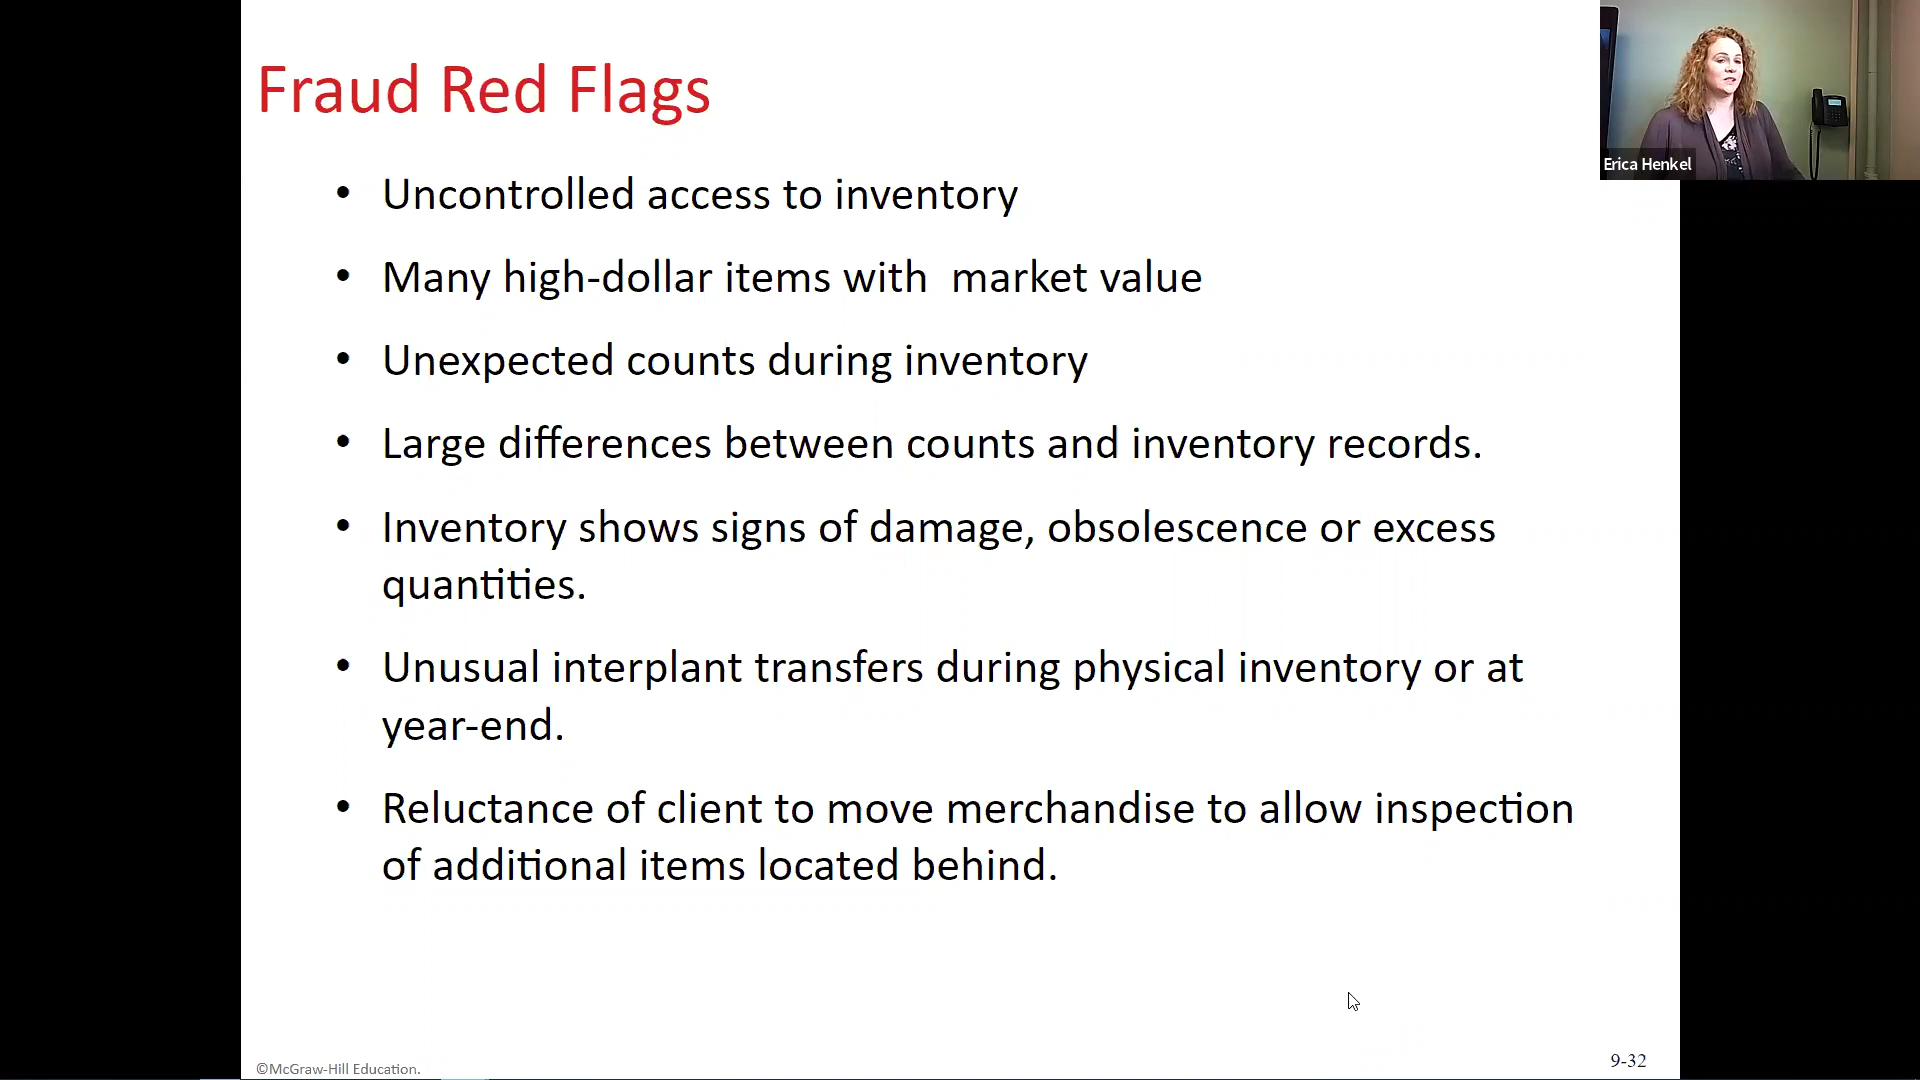 Fraud Red Flags
Erica Henkel
• Uncontrolled access to inventory
• Many high-dollar items with  market value
• Unexpected counts during inventory
• Large differences between counts and inventory records.
• Inventory shows signs of damage, obsolescence or excess
quantities.
• Unusual interplant transfers during physical inventory or at
year-end.
• Reluctance of client to move merchandise to allow inspection
of additional items located behind.
©McGraw-Hill Education.
9-32